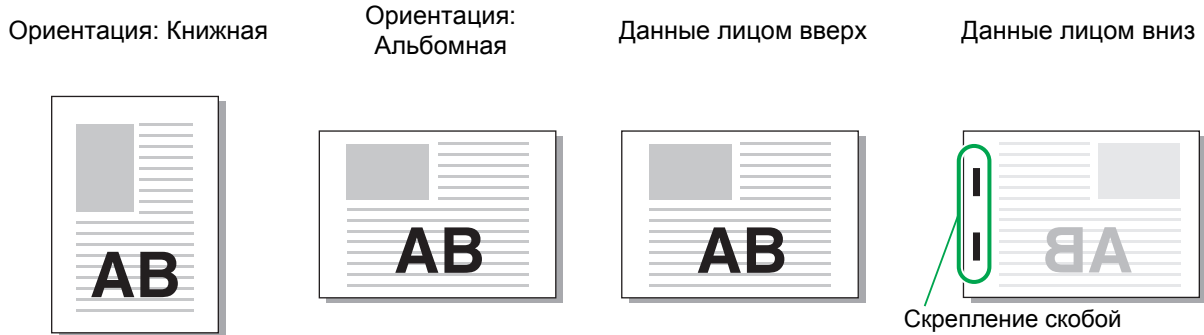 Ориентация: Книжная
Ориентация:
Альбомная
Данные лицом вверх
Данные лицом вниз
AB
AB
AB
AB
Скрепление скобой